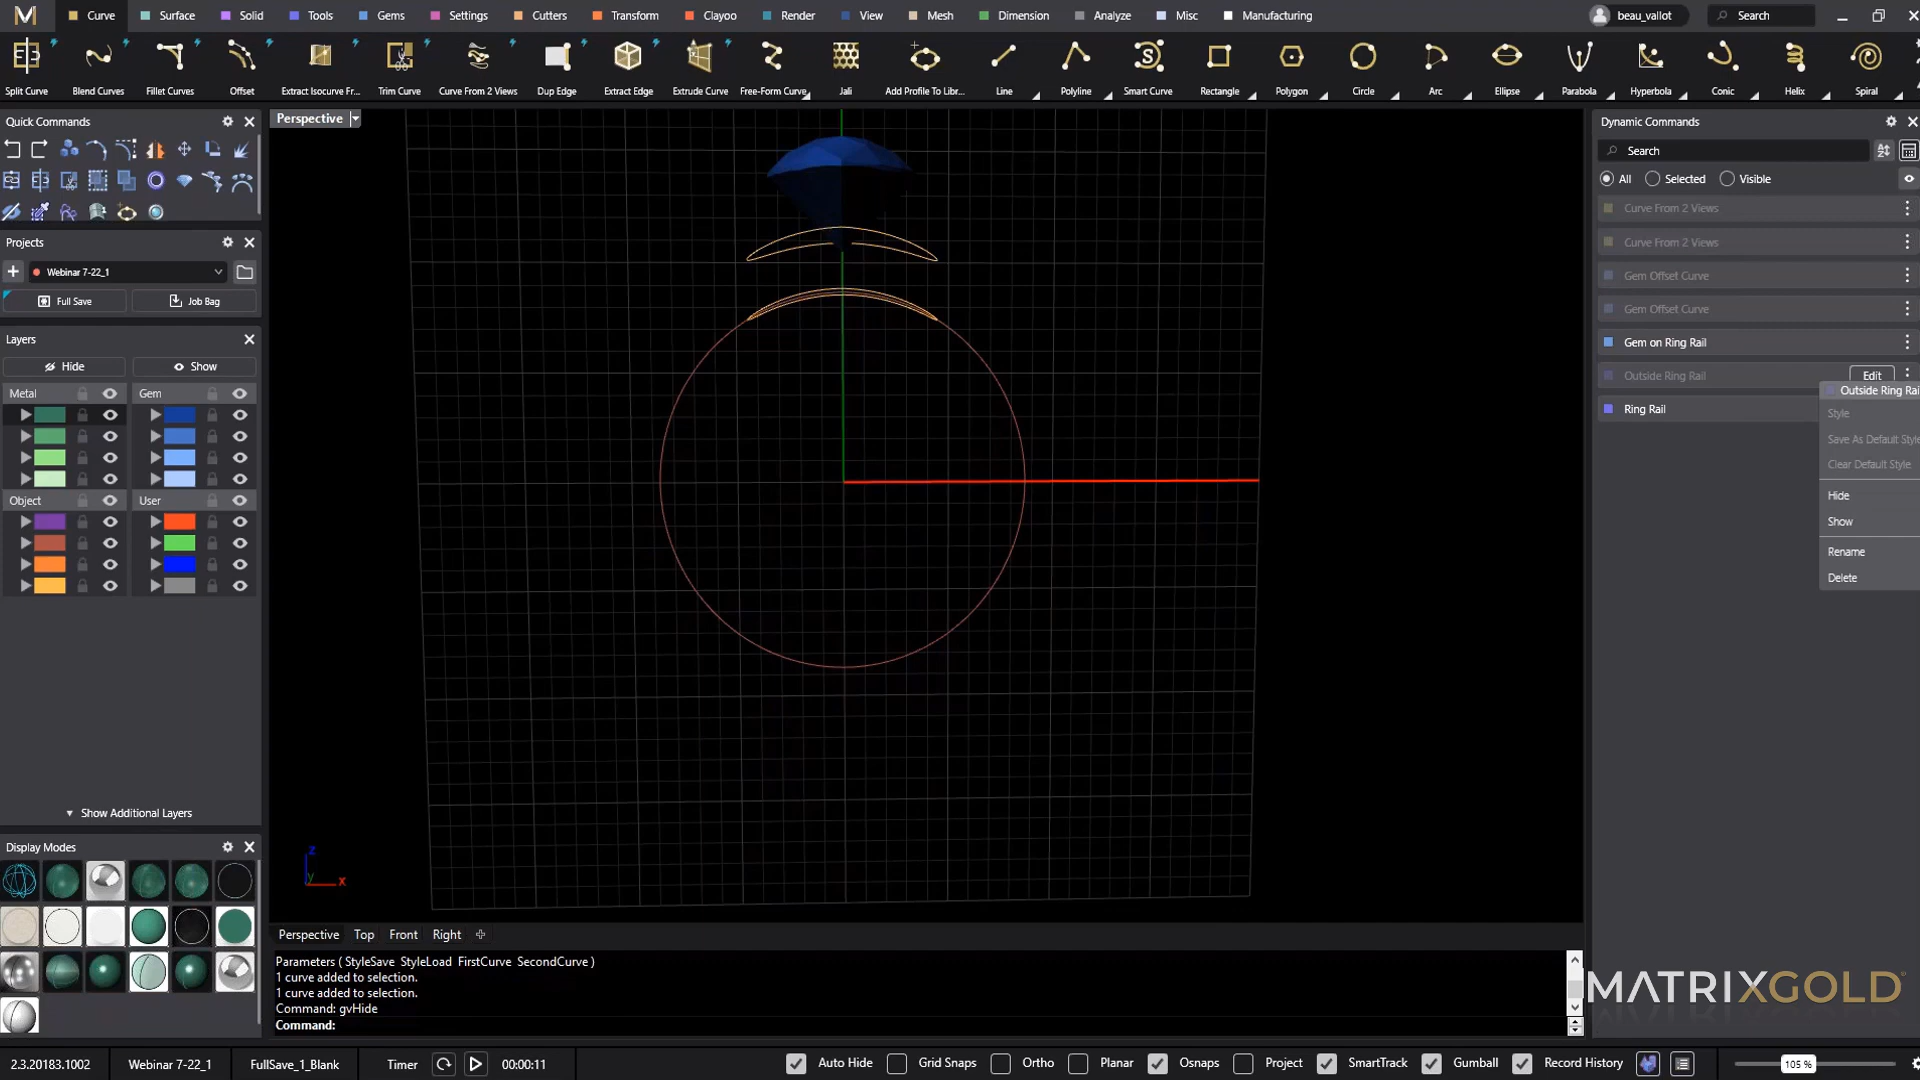 Curve Surface Solid Tools Gems Settings Cutters Transform Clayoo Render View Mesh Dimension Analyze Misc Manufacturing beau_vallot Search
Split Curve Blend Curves Fillet Curves Offset Extract Isocurve Fr... Trim Curve Curve From 2 Views Dup Edge Extract Edge Extrude Curve Free-Form Curve Jali Add Profile To Libr... Line Polyline Smart Curve Rectangle Polygon Circle Arc Ellipse Parabola Hyperbola Conic Helix Spiral
Quick Commands
Projects
Webinar 7-22_1
Full Save Job Bag
Layers
Hide Show
Metal Gem
Object User
Show Additional Layers
Display Modes
Perspective
z
y x
Perspective Top Front Right
Parameters ( StyleSave StyleLoad FirstCurve SecondCurve )
1 curve added to selection.
1 curve added to selection.
Command: gvHide
Command:
Dynamic Commands
Search
All Selected Visible
Curve From 2 Views
Curve From 2 Views
Gem Offset Curve
Gem Offset Curve
Gem on Ring Rail
Outside Ring Rail Edit
Ring Rail
Outside Ring Rai
Style
Save As Default Style
Clear Default Style
Hide
Show
Rename
Delete
MATRIXGOLD
2.3.20183.1002 Webinar 7-22_1 FullSave_1_Blank Timer 00:00:11 Auto Hide Grid Snaps Ortho Planar Osnaps Project SmartTrack Gumball Record History 105 %